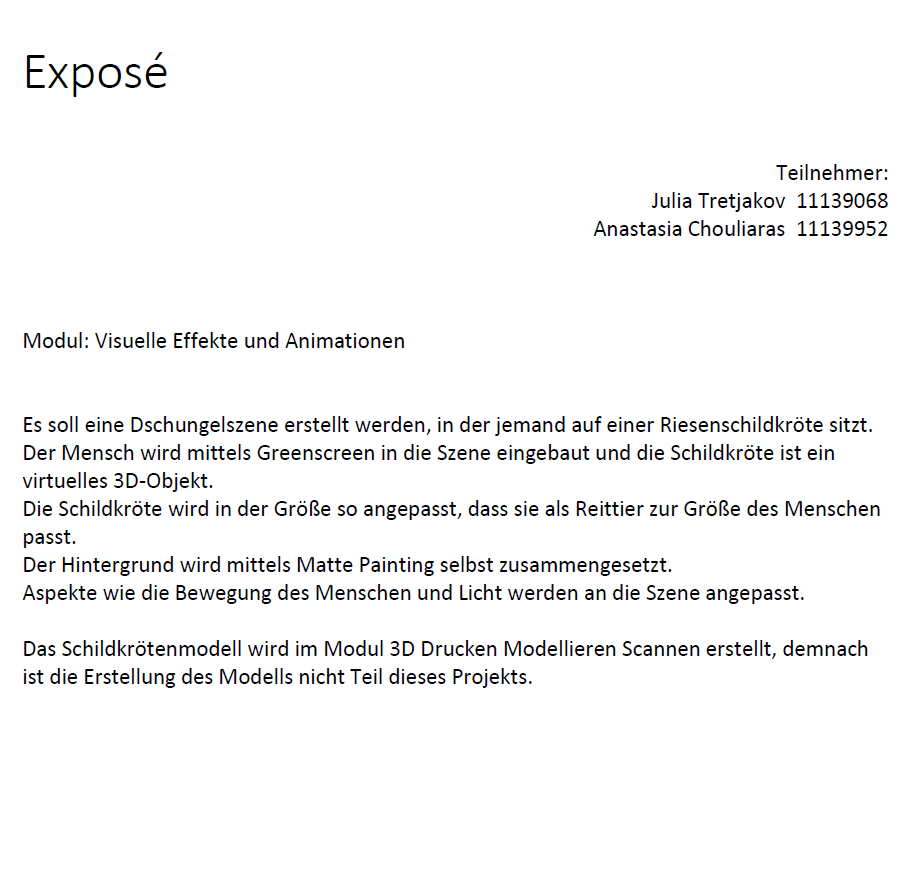 Exposé
Teilnehmer:
Julia Tretjakov 11139068
Anastasia Chouliaras 11139952
Modul: Visuelle Effekte und Animationen
Es soll eine Dschungelszene erstellt werden, in der jemand auf einer Riesenschildkröte sitzt.
Der Mensch wird mittels Greenscreen in die Szene eingebaut und die Schildkröte ist ein
virtuelles 3D-Objekt.
Die Schildkröte wird in der Größe so angepasst, dass sie als Reittier zur Größe des Menschen
passt.
Der Hintergrund wird mittels Matte Painting selbst zusammengesetzt.
Aspekte wie die Bewegung des Menschen und Licht werden an die Szene angepasst.
Das Schildkrötenmodell wird im Modul 3D Drucken Modellieren Scannen erstellt, demnach
ist die Erstellung des Modells nicht Teil dieses Projekts.